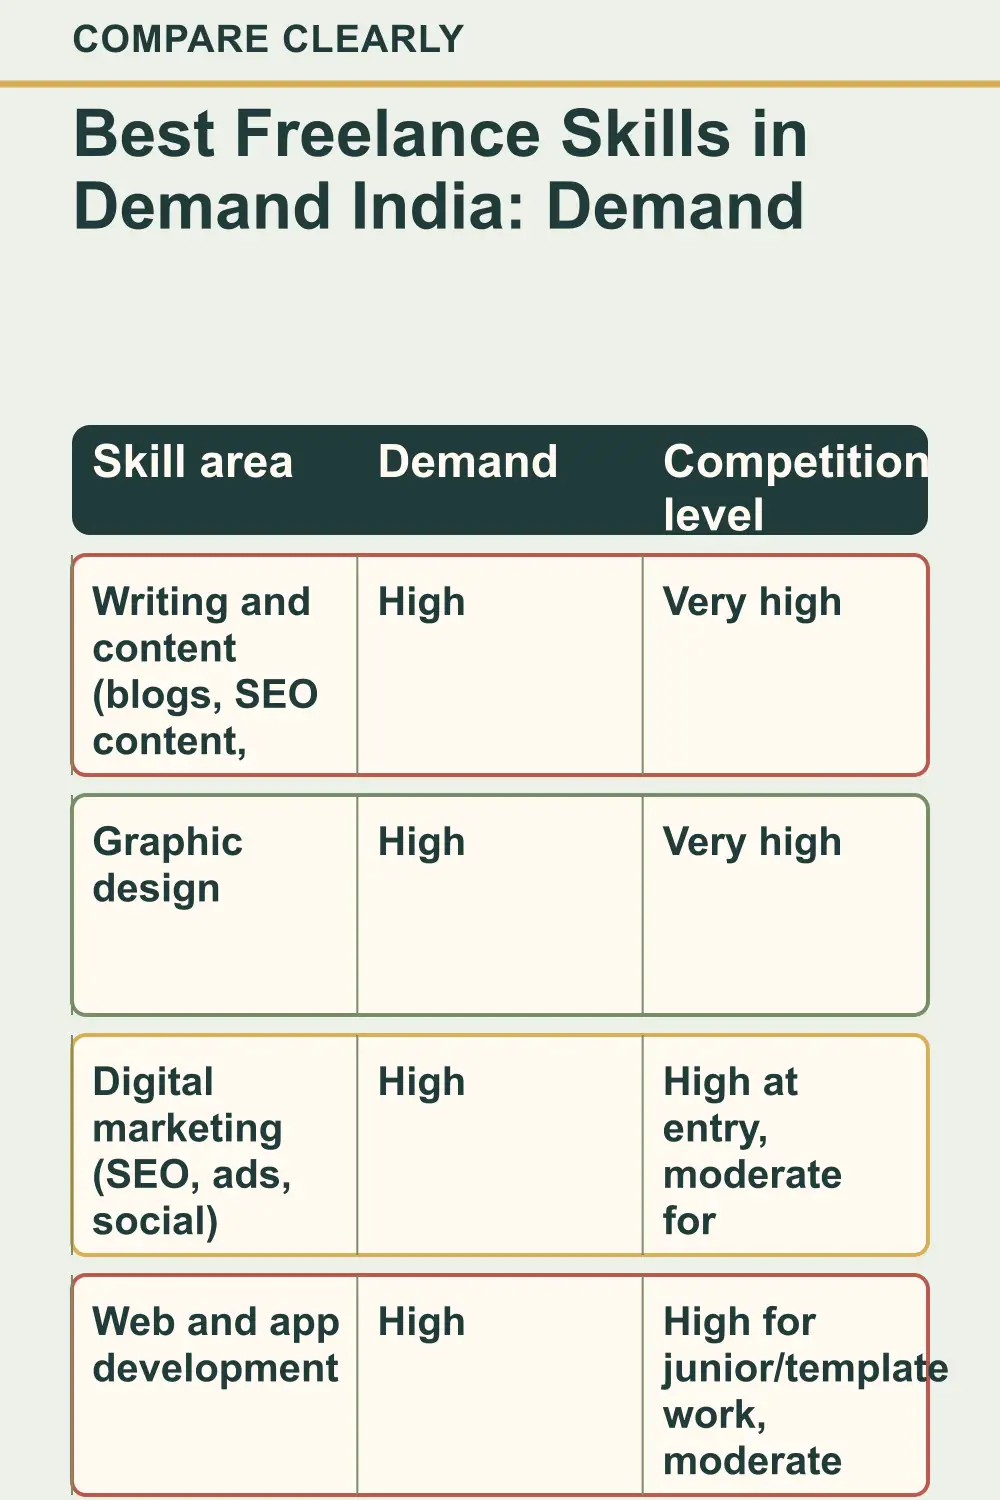 COMPARE CLEARLY
Best Freelance Skills in
Demand India: Demand
Skill area
Demand
Competition
level
Writing and
content
(blogs, SEO
content,
High
Very high
Graphic
design
High
Very high
Digital
marketing
(SEO, ads,
social)
High
High at
entry,
moderate
for
Web and app
development
High
High for
junior/template
work,
moderate